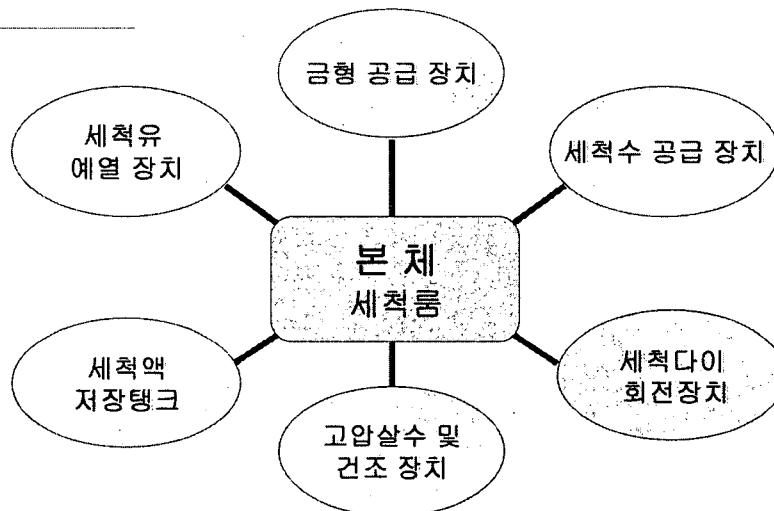 금형 공급 장치
세척유
예열 장치
세척수 공급 장치
본 체
세척룸
세척액
저장탱크
세척다이
회전장치
고압살수 및
건조 장치